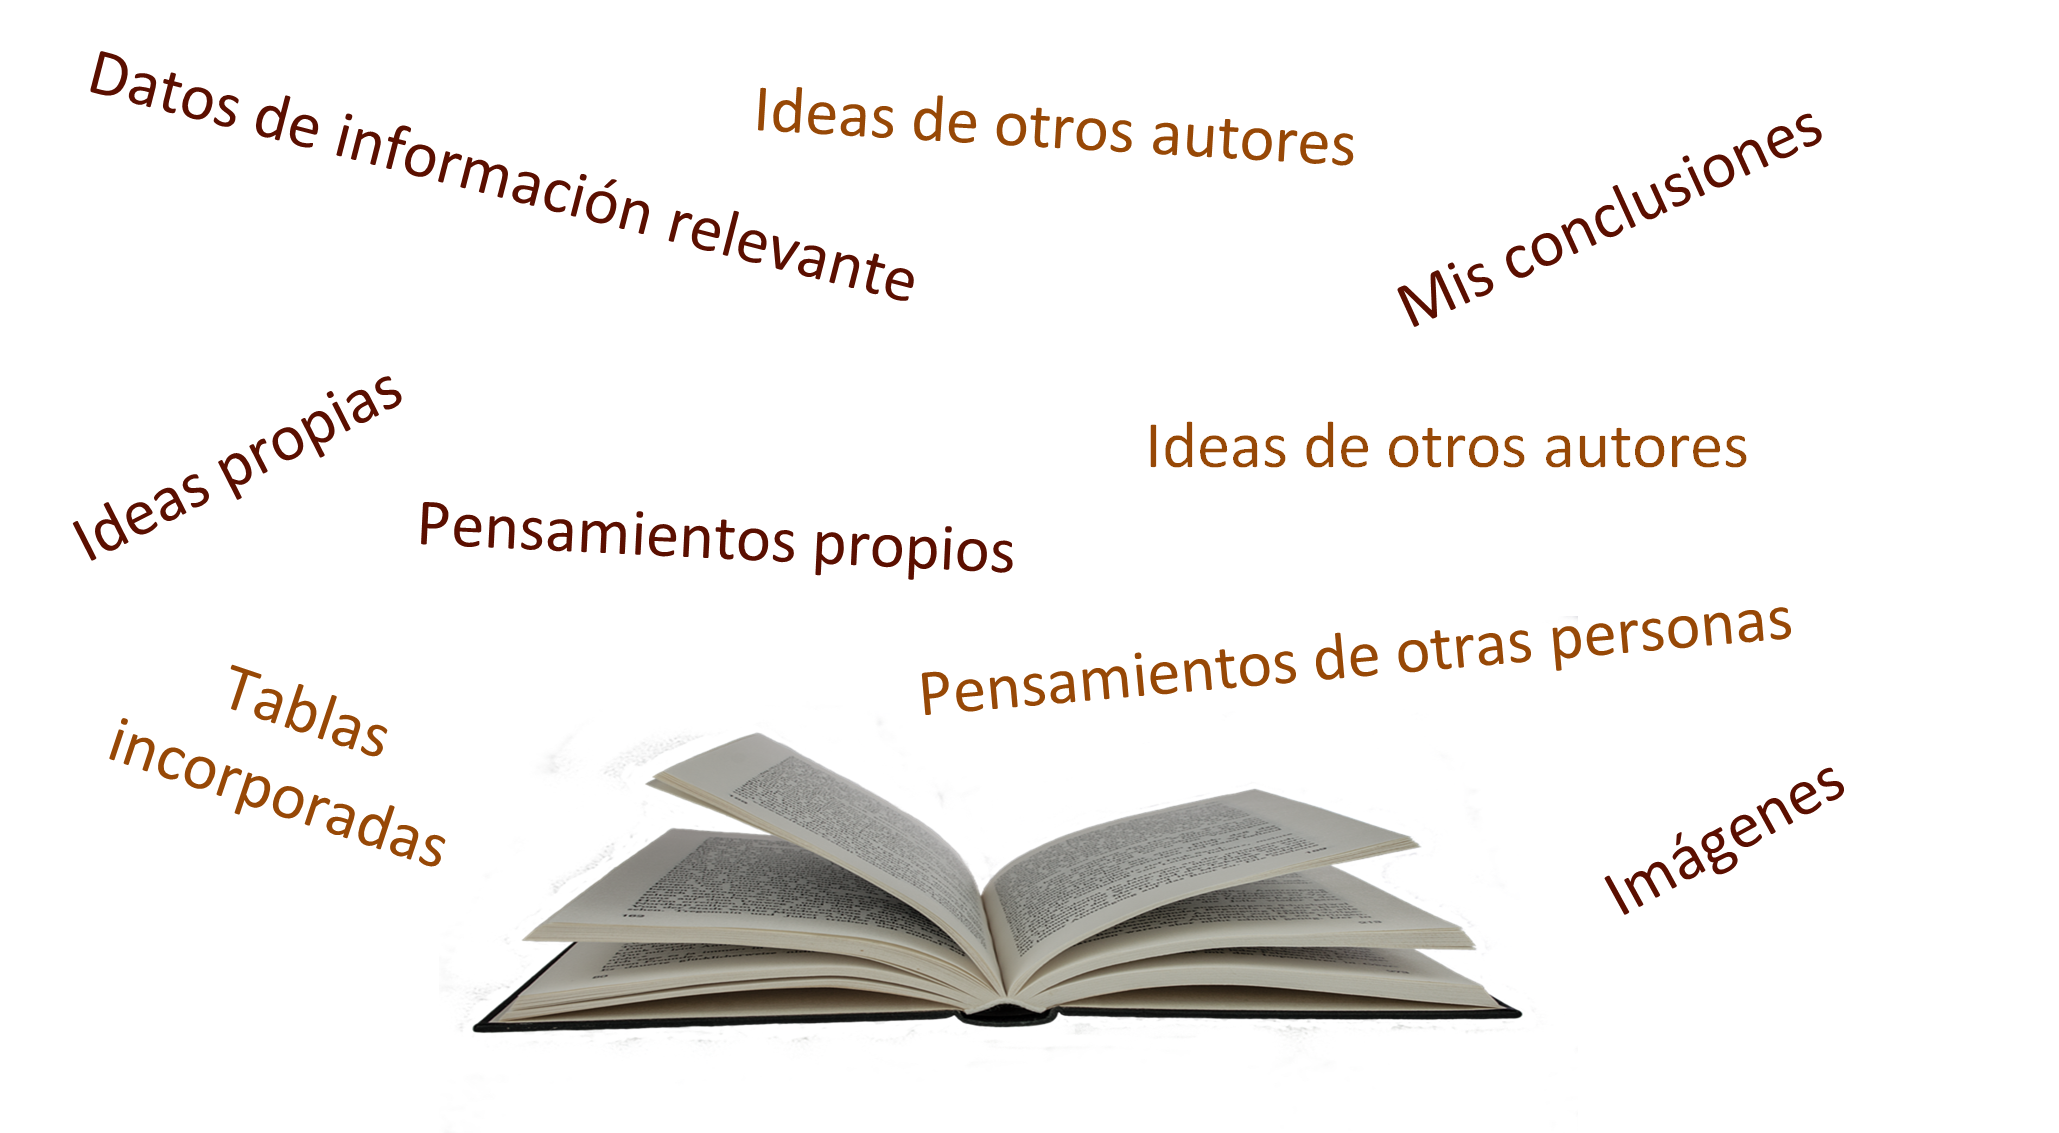 Datos de información relevante
Ideas de otros autores
Mis conclusiones
Ideas propias
Ideas de otros autores
Pensamientos propios
Pensamientos de otras personas
Tablas
incorporadas
Imágenes